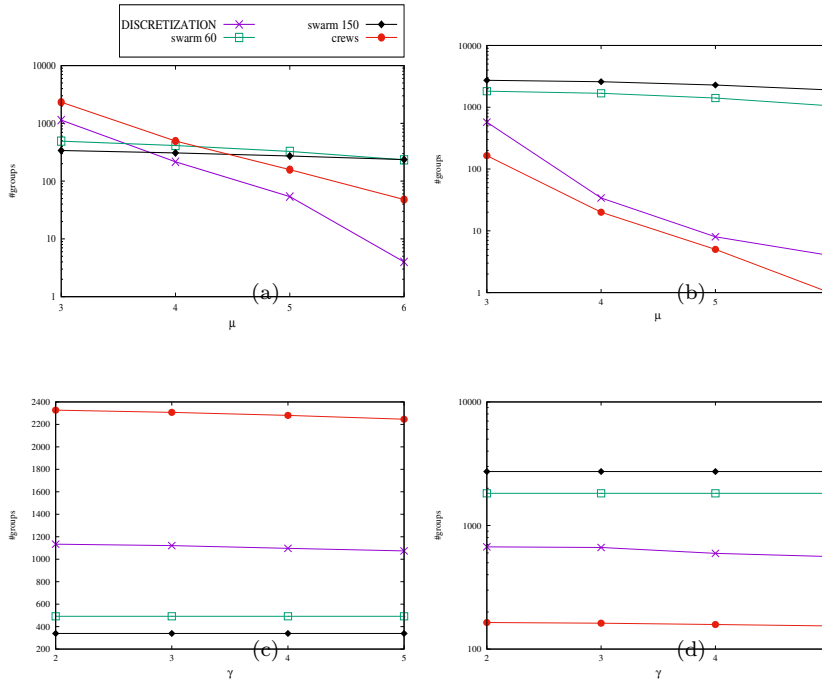 DISCRETIZATION
swarm 60
swarm 150
crews
10000
1000
100
10
1
#groups
3
4
5
6
μ
(a)
10000
1000
100
10
1
#groups
3
4
5
μ
(b)
2400
2200
2000
1800
1600
1400
1200
1000
800
600
400
200
#groups
2
3
4
5
γ
(c)
10000
1000
100
#groups
2
3
4
γ
(d)